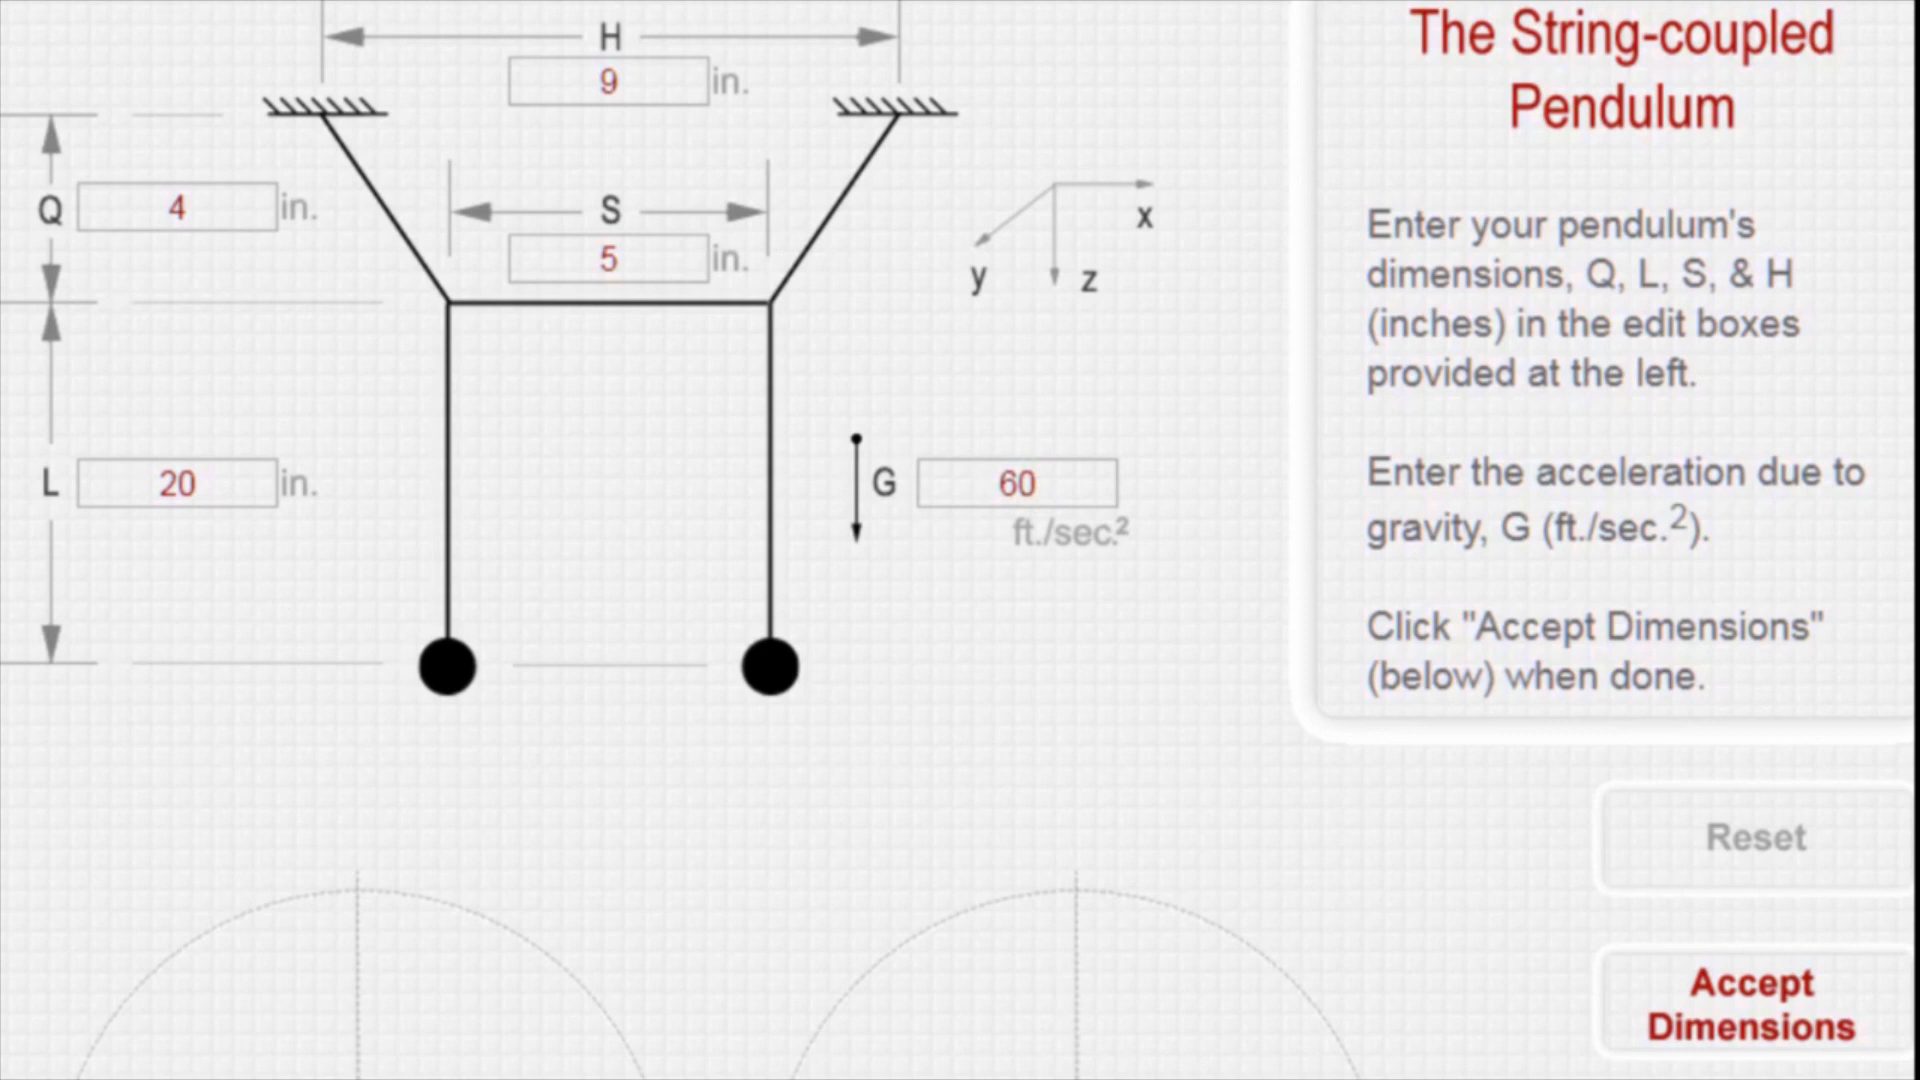 H
9 in.
Q 4 in.
S
5 in.
x
y z
L 20 in.
G 60
ft./sec.²
The String-coupled
Pendulum
Enter your pendulum's
dimensions, Q, L, S, & H
(inches) in the edit boxes
provided at the left.
Enter the acceleration due to
gravity, G (ft./sec.²).
Click "Accept Dimensions"
(below) when done.
Reset
Accept
Dimensions